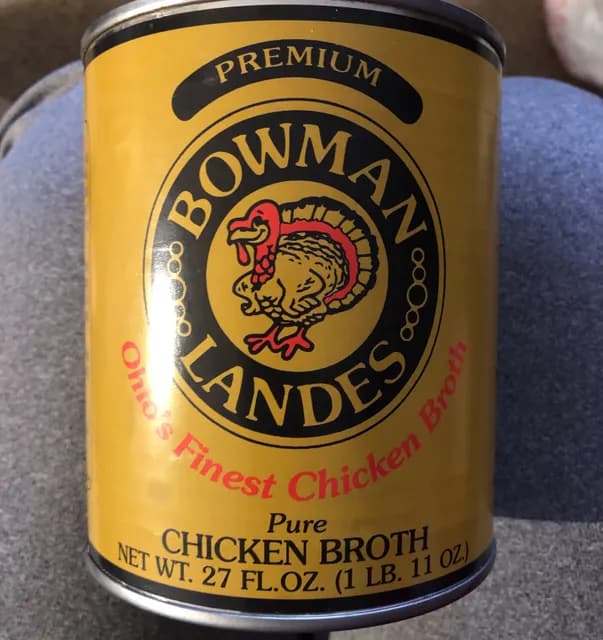 PREMIUM
BOWMAN
LANDES
Ohio's Finest Chicken Broth
Pure
CHICKEN BROTH
NET WT. 27 FL.OZ. (1 LB. 11 OZ.)